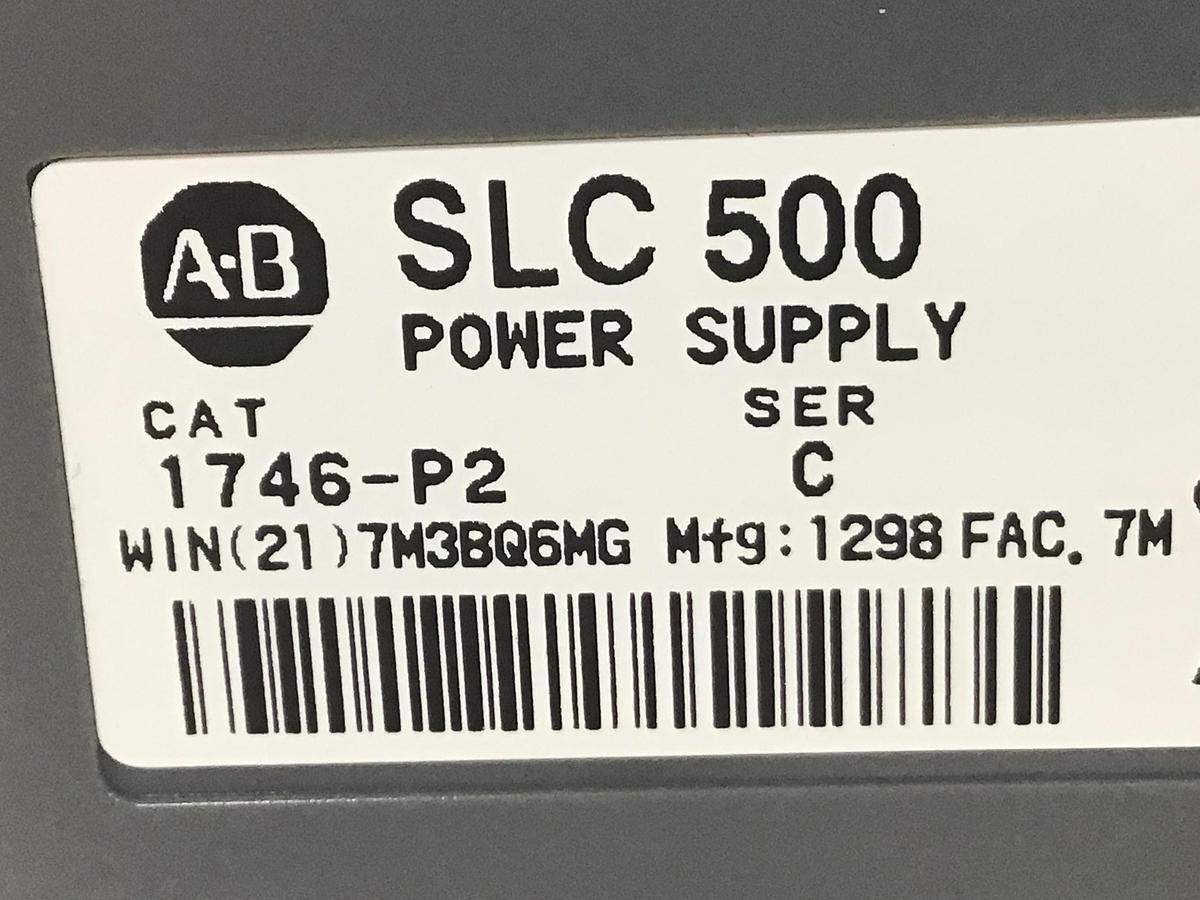 A·B
SLC 500
POWER SUPPLY
CAT SER
1746-P2 C
WIN(21)7M3BQ6MG Mfg:1298 FAC. 7M